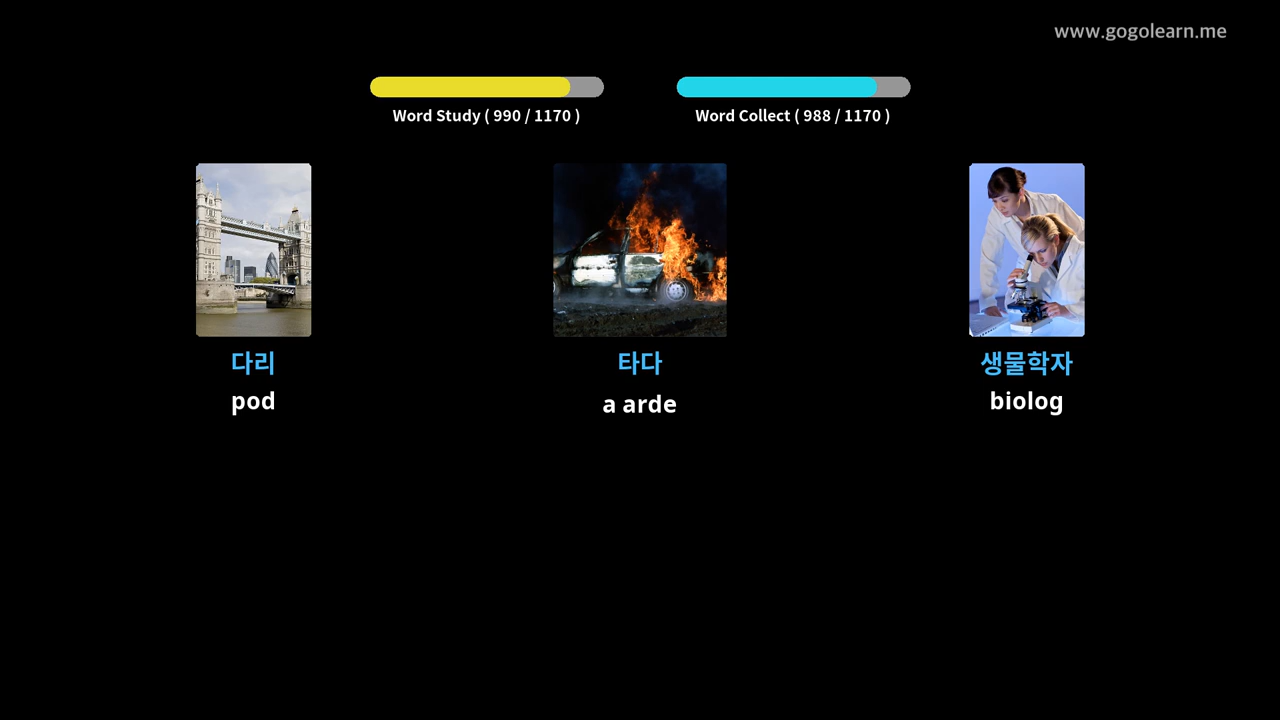 www.gogolearn.me
Word Study ( 990 / 1170 )
Word Collect ( 988 / 1170 )
다리
타다
생물학자
pod
a arde
biolog